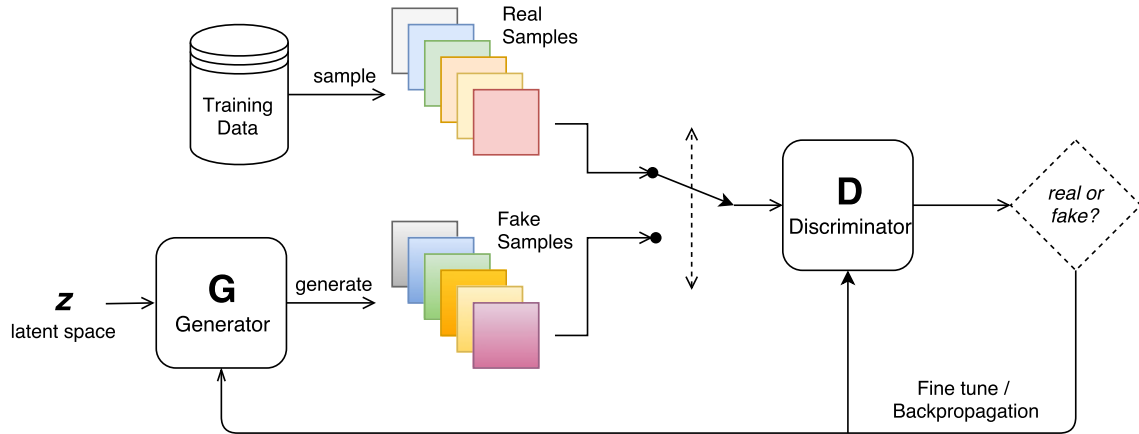 Real
Samples
sample
Training
Data
D
Discriminator
real or
fake?
Fake
Samples
G
Generator
generate
z
latent space
Fine tune /
Backpropagation